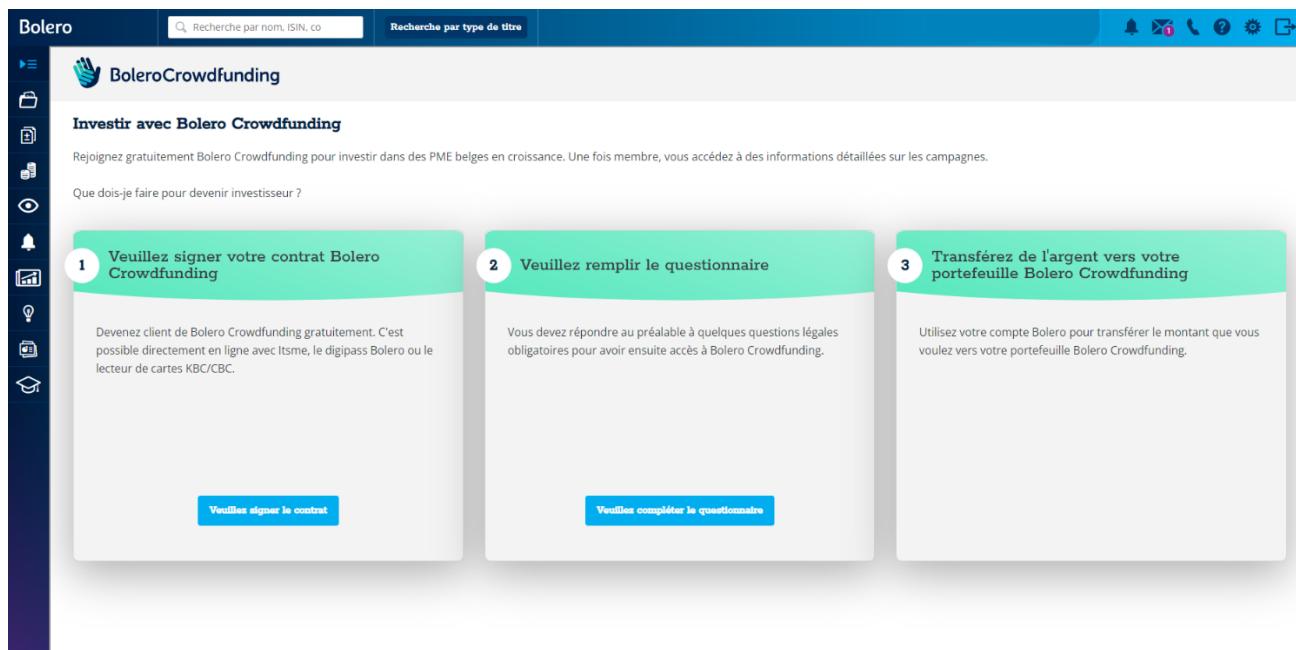 Bolero
Recherche par nom, ISIN, co
Recherche par type de titre
1
BoleroCrowdfunding
Investir avec Bolero Crowdfunding
Rejoignez gratuitement Bolero Crowdfunding pour investir dans des PME belges en croissance. Une fois membre, vous accédez à des informations détaillées sur les campagnes.
Que dois-je faire pour devenir investisseur ?
1
Veuillez signer votre contrat Bolero
Crowdfunding
Devenez client de Bolero Crowdfunding gratuitement. C'est
possible directement en ligne avec Itsme, le digipass Bolero ou le
lecteur de cartes KBC/CBC.
Veuillez signer le contrat
2
Veuillez remplir le questionnaire
Vous devez répondre au préalable à quelques questions légales
obligatoires pour avoir ensuite accès à Bolero Crowdfunding.
Veuillez compléter le questionnaire
3
Transférez de l'argent vers votre
portefeuille Bolero Crowdfunding
Utilisez votre compte Bolero pour transférer le montant que vous
voulez vers votre portefeuille Bolero Crowdfunding.